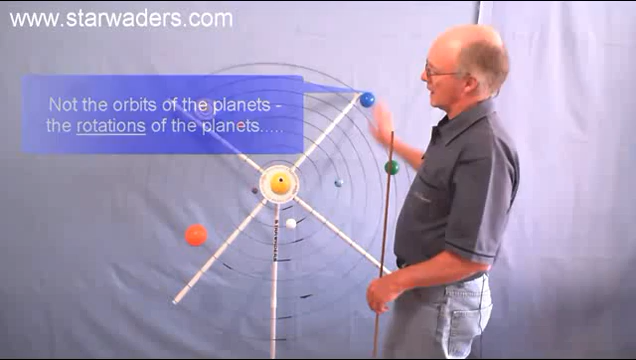 www.starwaders.com
Not the orbits of the planets -
the rotations of the planets.....